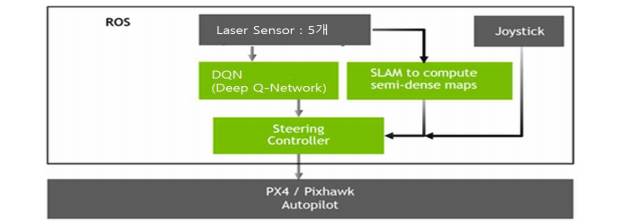 ROS
Laser Sensor : 5개
Joystick
DQN
(Deep Q-Network)
SLAM to compute
semi-dense maps
Steering
Controller
PX4 / Pixhawk
Autopilot